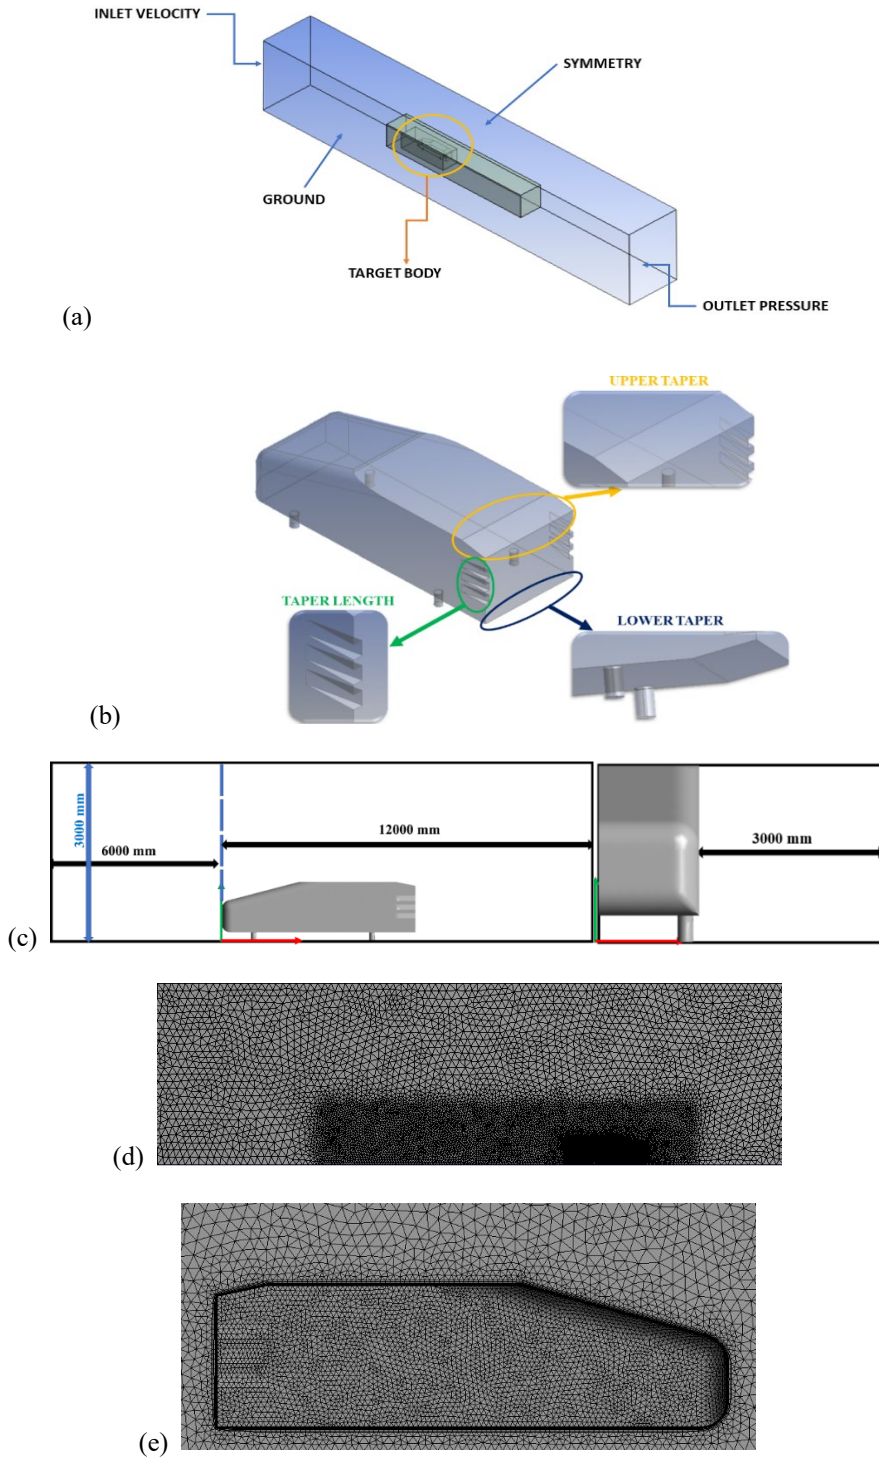 INLET VELOCITY
SYMMETRY
GROUND
TARGET BODY
OUTLET PRESSURE
(a)
UPPER TAPER
TAPER LENGTH
LOWER TAPER
(b)
3000 mm
6000 mm
12000 mm
3000 mm
(c)
(d)
(e)